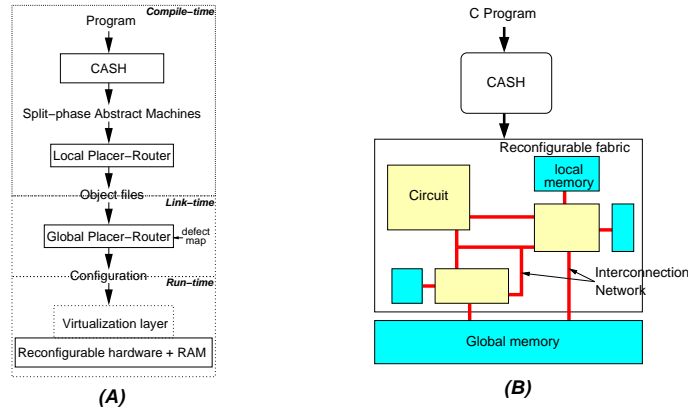 Compile-time
Program
CASH
Split-phase Abstract Machines
Local Placer-Router
Object files
Link-time
Global Placer-Router
defect
map
Configuration
Run-time
Virtualization layer
Reconfigurable hardware + RAM
(A)
C Program
CASH
Reconfigurable fabric
local
memory
Circuit
Interconnection
Network
Global memory
(B)